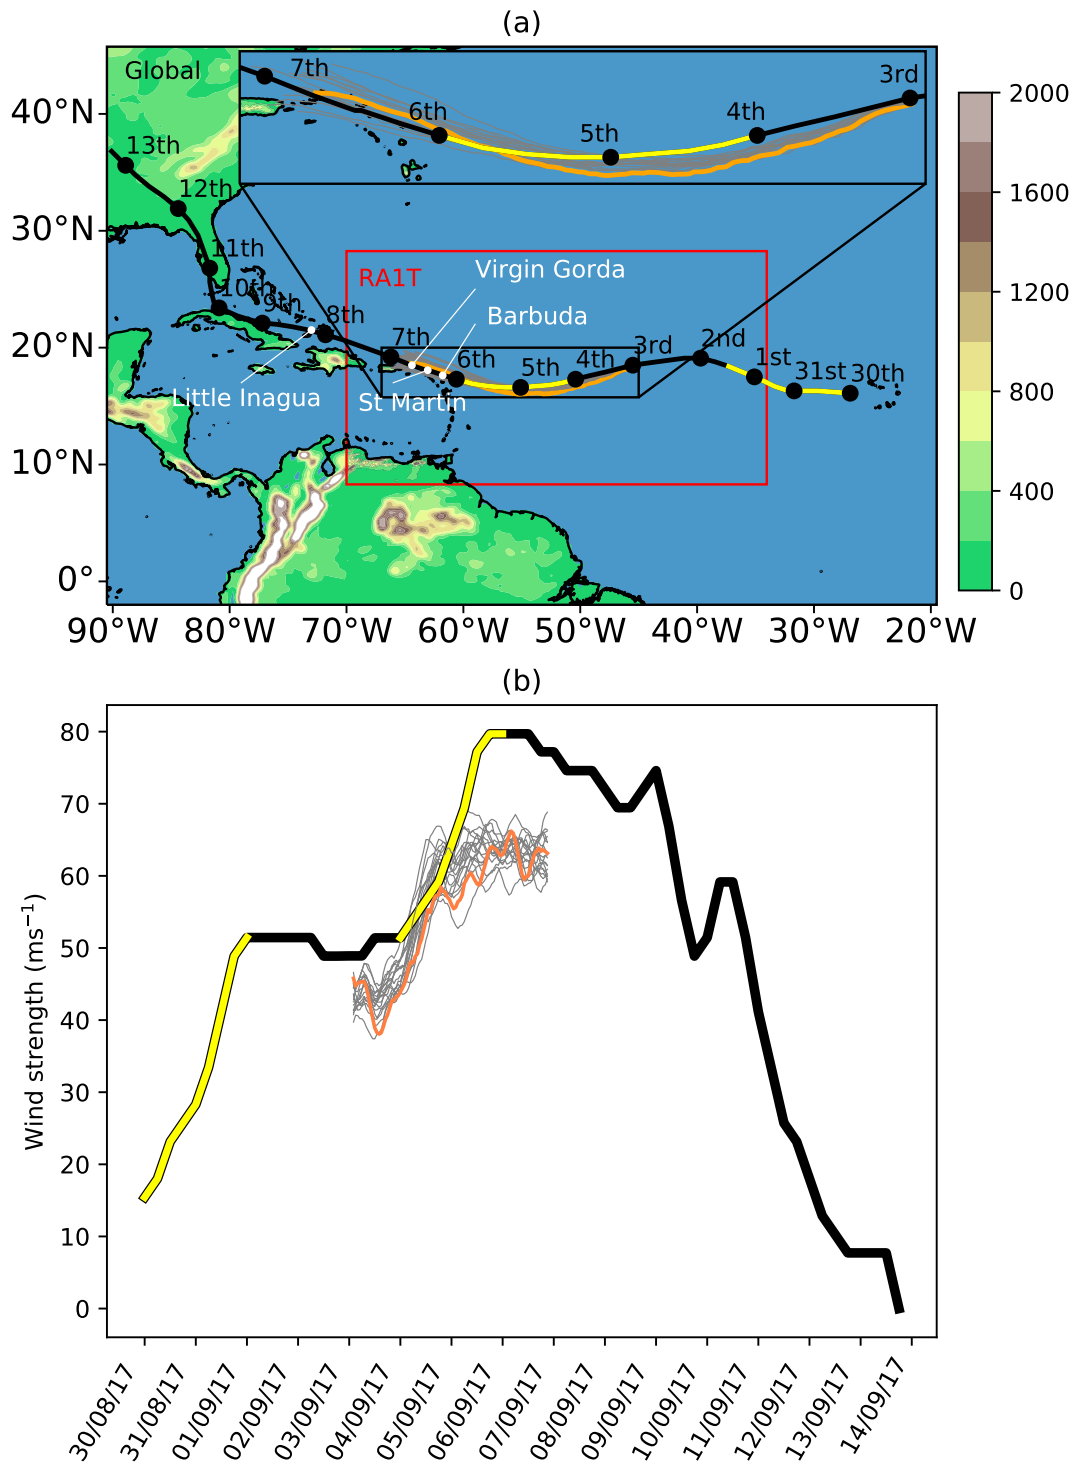 (a)
Global
7th
6th
5th
4th
3rd
13th
12th
11th
10th
9th
8th
7th
6th
5th
4th
3rd
2nd
1st
31st
30th
RA1T
Virgin Gorda
Barbuda
Little Inagua
St Martin
40°N
30°N
20°N
10°N
0°
90°W
80°W
70°W
60°W
50°W
40°W
30°W
20°W
2000
1600
1200
800
400
0
(b)
Wind strength (ms⁻¹)
80
70
60
50
40
30
20
10
0
30/08/17
31/08/17
01/09/17
02/09/17
03/09/17
04/09/17
05/09/17
06/09/17
07/09/17
08/09/17
09/09/17
10/09/17
11/09/17
12/09/17
13/09/17
14/09/17